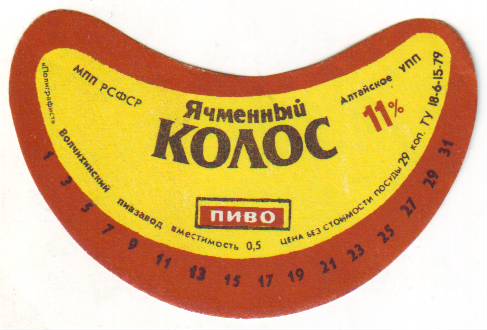 МПП РСФСР
Алтайское УПП
Ячменный
КОЛОС
11%
ПИВО
«Полиграфист»
Волчихинский пивзавод вместимость 0,5 ЦЕНА БЕЗ СТОИМОСТИ ПОСУДЫ 29 коп. ТУ 18-6-15-79
1 3 5 7 9 11 13 15 17 19 21 23 25 27 29 31